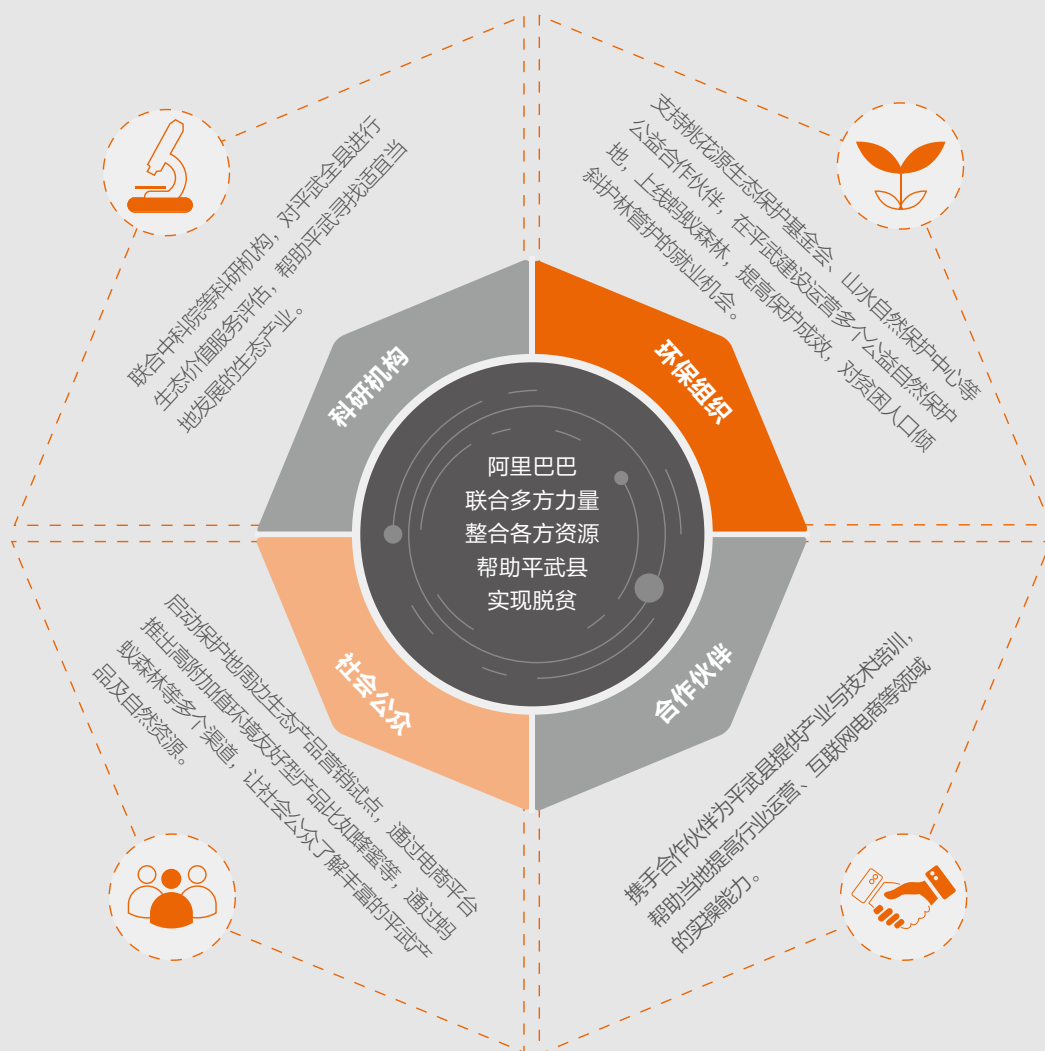 联合中科院等科研机构，对平武全县进行
生态价值服务评估，帮助平武寻找适宜当
地发展的生态产业。
科研机构
支持桃花源生态保护基金会、山水自然保护中心等
公益合作伙伴，在平武建设运营多个公益自然保护
地，上线蚂蚁森林，提高保护成效，对贫困人口倾
斜护林管护的就业机会。
环保组织
阿里巴巴
联合多方力量
整合各方资源
帮助平武县
实现脱贫
社会公众
启动保护地周边生态产品营销试点，通过电商平台
推出高附加值环境友好型产品比如蜂蜜等，通过蚂
蚁森林等多个渠道，让社会公众了解丰富的平武产
品及自然资源。
合作伙伴
携手合作伙伴为平武县提供产业与技术培训，
帮助当地提高行业运营、互联网电商等领域
的实操能力。